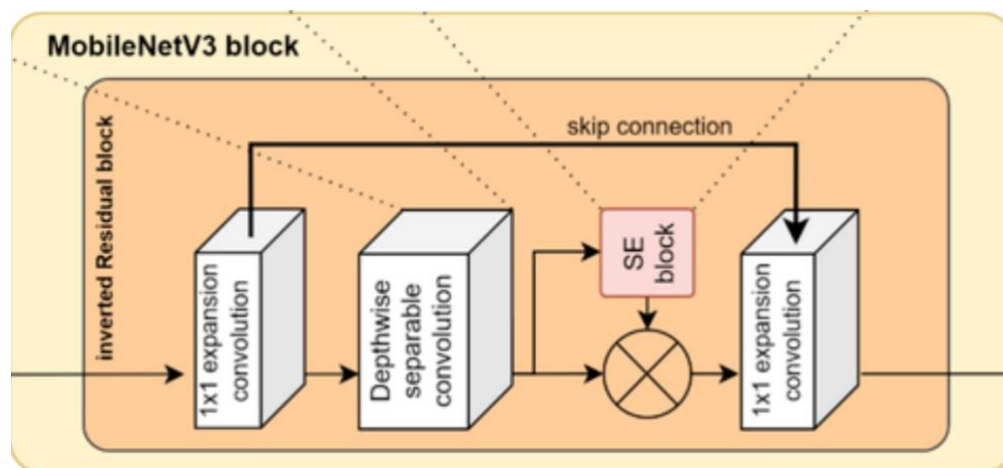 MobileNetV3 block
inverted Residual block
skip connection
1x1 expansion
convolution
Depthwise
separable
convolution
SE
block
1x1 expansion
convolution